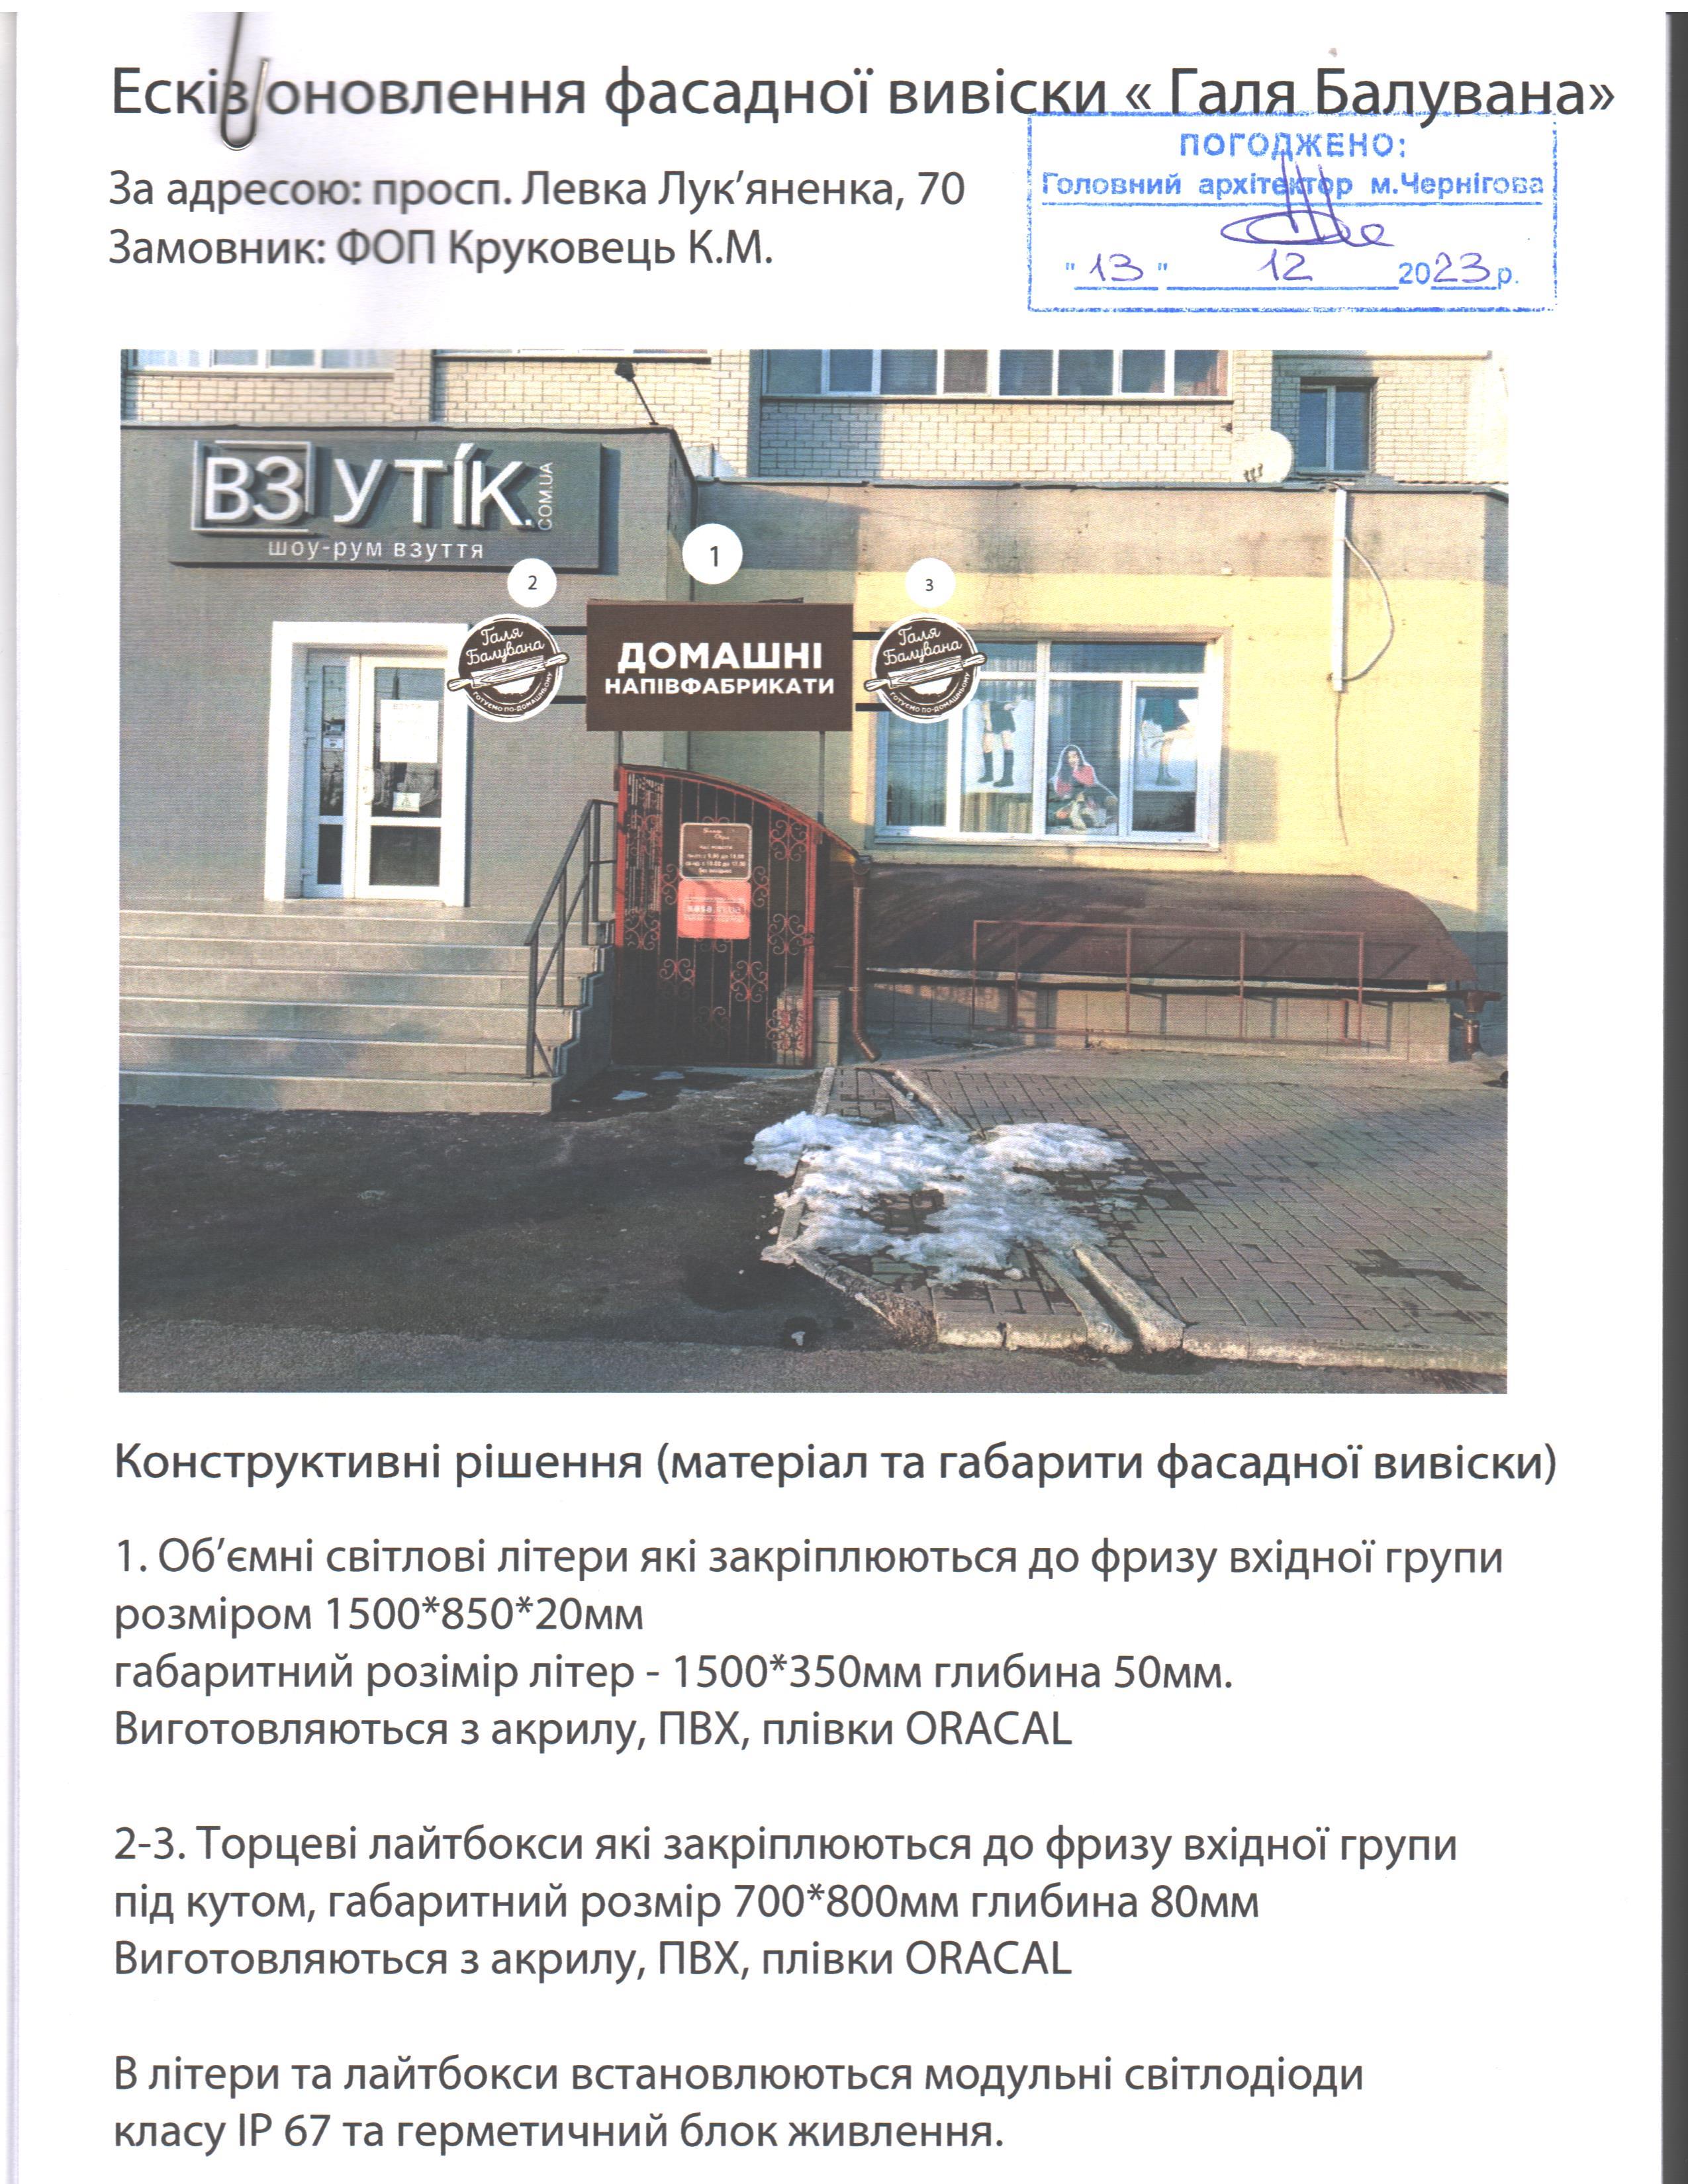 Ескіз оновлення фасадної вивіски « Галя Балувана»
ПОГОДЖЕНО:
Головний архітектор м.Чернігова
"13" 12 2023р.
За адресою: просп. Левка Лук’яненка, 70
Замовник: ФОП Круковець К.М.
ВЗУТІК.COM.UA
шоу-рум взуття
1
2
3
Галя
Балувана
ГОТУЄМО ПО-ДОМАШНЬОМУ
ДОМАШНІ
НАПІВФАБРИКАТИ
Галя
Балувана
ГОТУЄМО ПО-ДОМАШНЬОМУ
Конструктивні рішення (матеріал та габарити фасадної вивіски)
1. Об’ємні світлові літери які закріплюються до фризу вхідної групи
розміром 1500*850*20мм
габаритний розімір літер - 1500*350мм глибина 50мм.
Виготовляються з акрилу, ПВХ, плівки ORACAL
2-3. Торцеві лайтбокси які закріплюються до фризу вхідної групи
під кутом, габаритний розмір 700*800мм глибина 80мм
Виготовляються з акрилу, ПВХ, плівки ORACAL
В літери та лайтбокси встановлюються модульні світлодіоди
класу IP 67 та герметичний блок живлення.